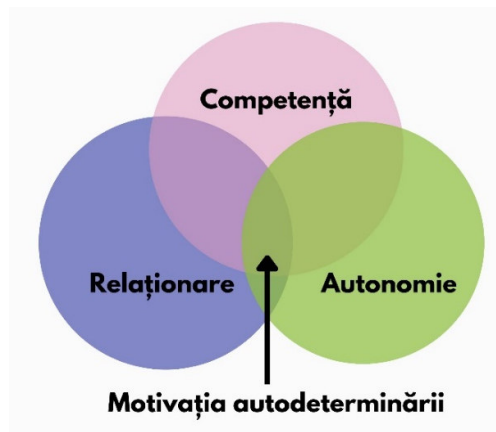 Competență
Relaționare
Autonomie
Motivația autodeterminării